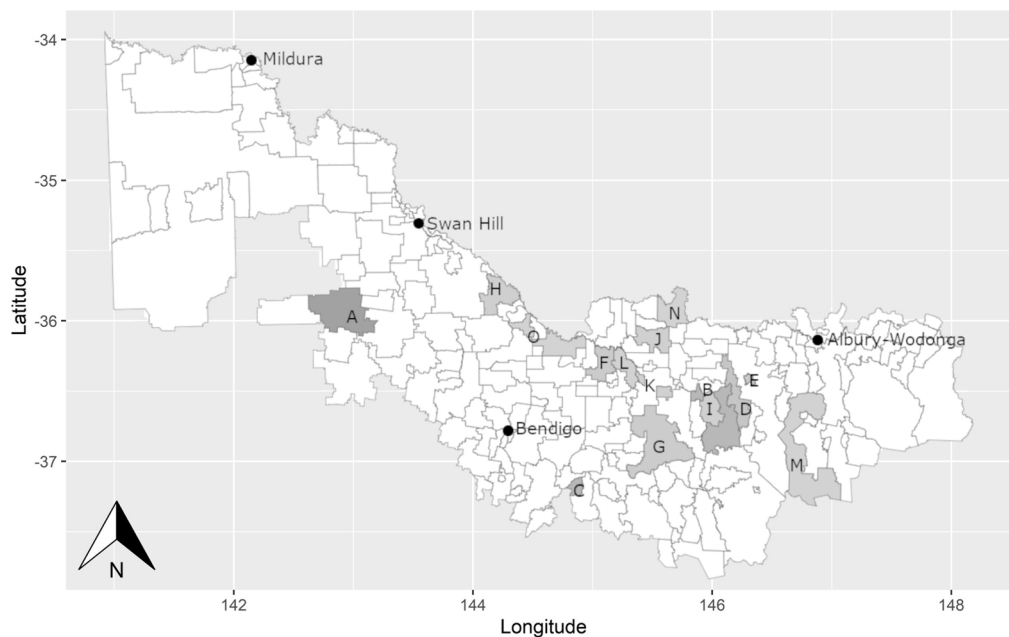 -34
Mildura
-35
Swan Hill
H
A
N
-36
O
J
Albury-Wodonga
F
L
K
B
E
I
D
Bendigo
G
-37
M
C
N
142
144
146
148
Latitude
Longitude